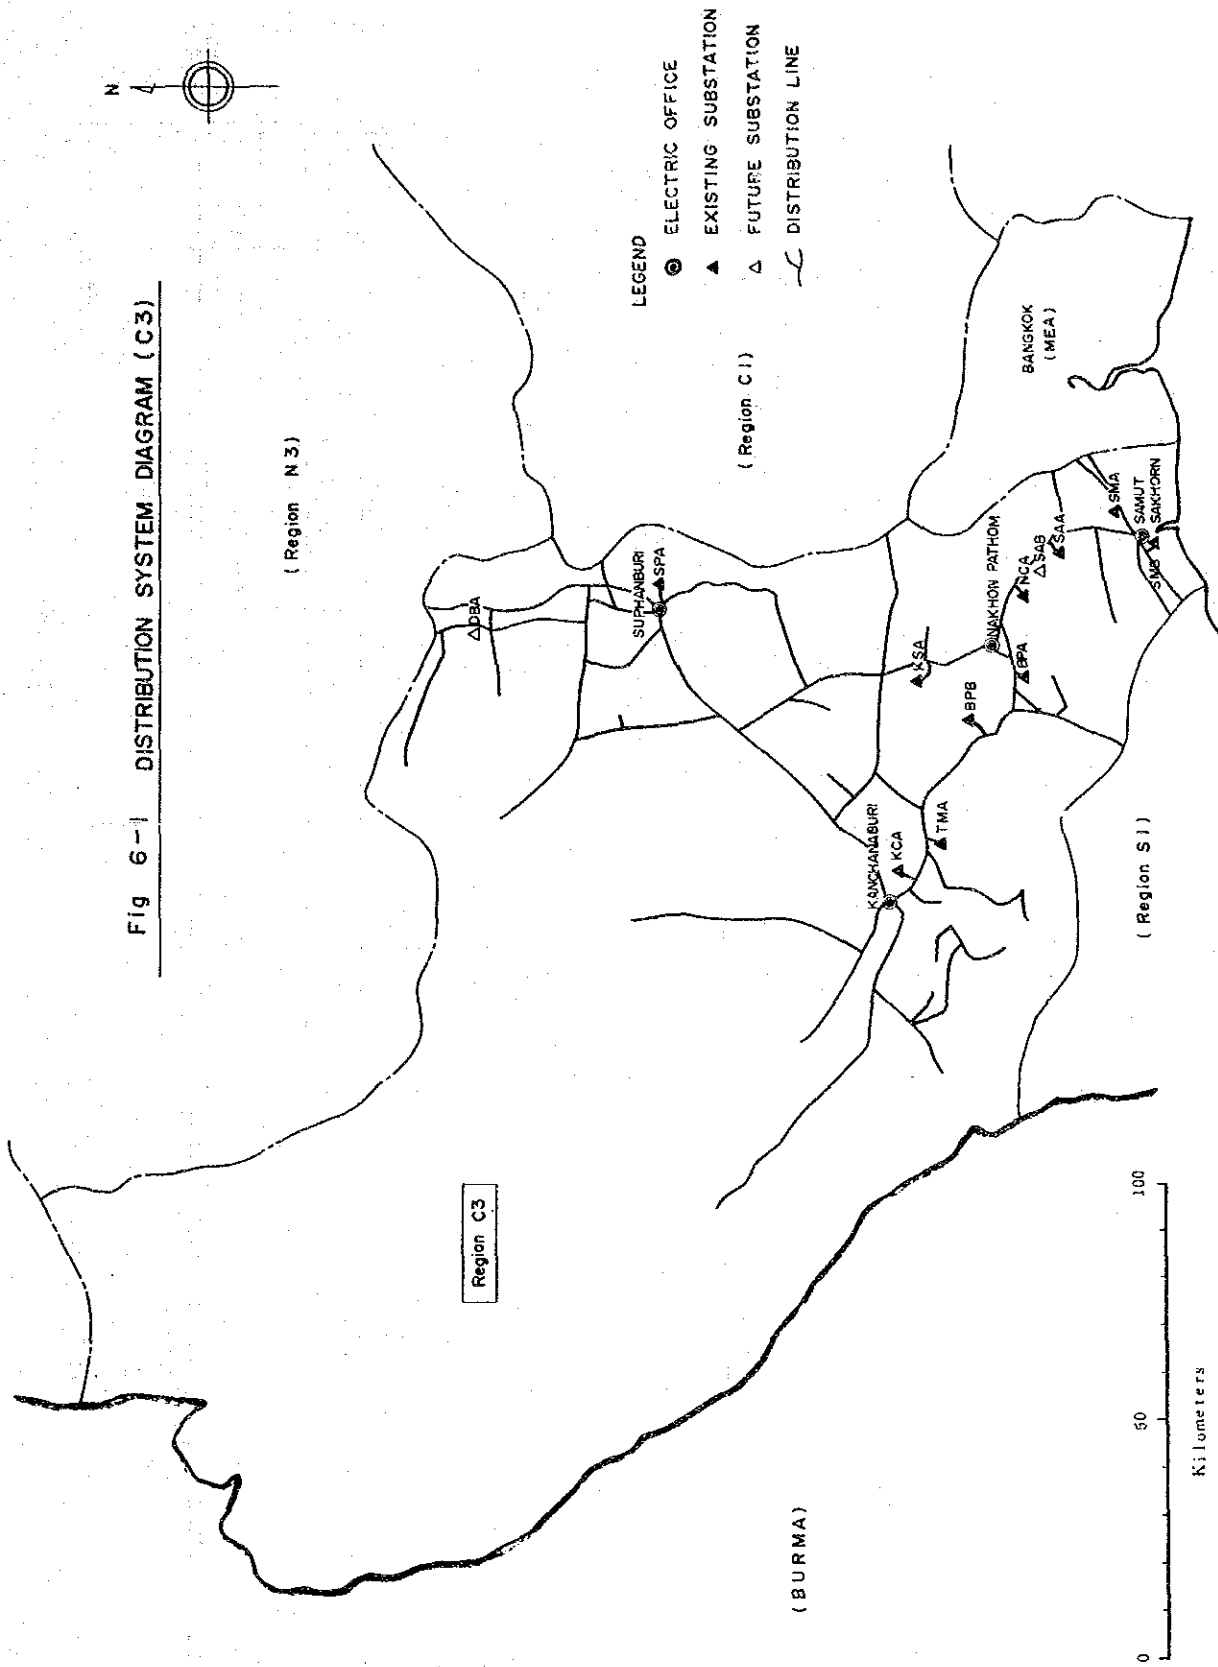 Fig 6-1 DISTRIBUTION SYSTEM DIAGRAM (C3)
N
(Region N3)
LEGEND
ELECTRIC OFFICE
EXISTING SUBSTATION
FUTURE SUBSTATION
DISTRIBUTION LINE
DBA
SUPHANBURI
SPA
(Region C1)
Region C3
KANCHANABURI
KCA
TMA
KSA
BPB
NAKHON PATHOM
BPA
NCA
SAB
SAA
SMA
SAMUT
SAKHORN
SMB
BANGKOK
(MEA)
(Region S1)
(BURMA)
0 50 100
Kilometers